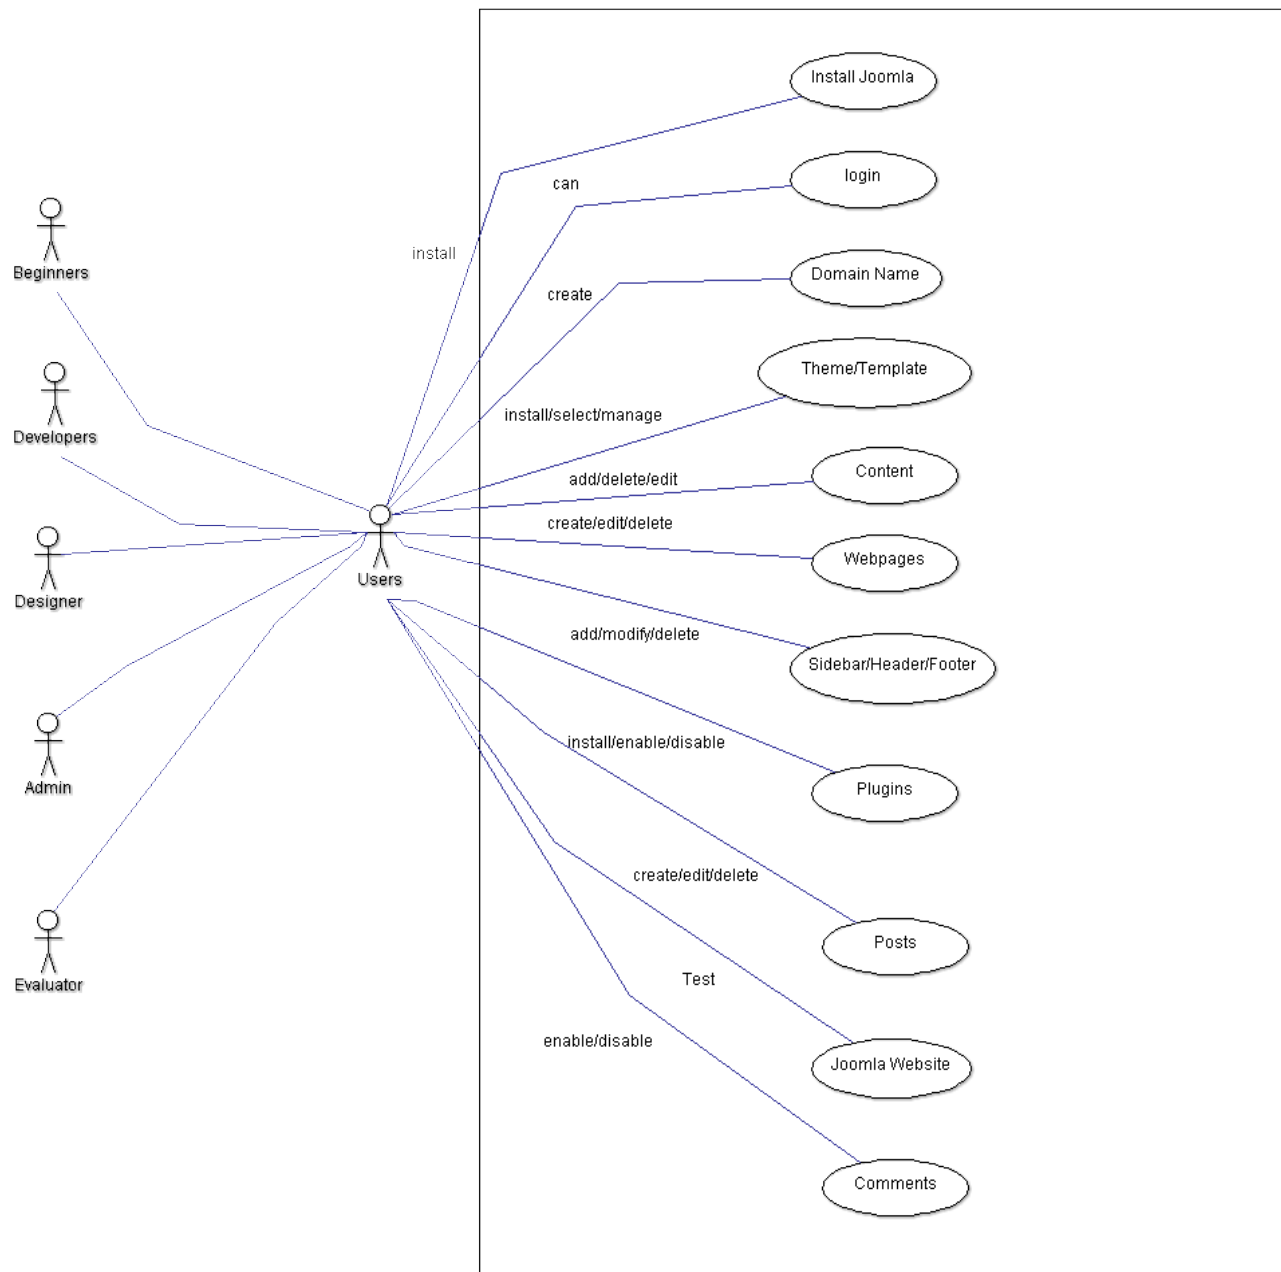 Install Joomla
login
can
Beginners
install
Domain Name
create
Theme/Template
install/select/manage
Developers
Content
add/delete/edit
create/edit/delete
Webpages
Users
Designer
add/modify/delete
Sidebar/Header/Footer
install/enable/disable
Admin
Plugins
create/edit/delete
Posts
Test
Evaluator
enable/disable
Joomla Website
Comments